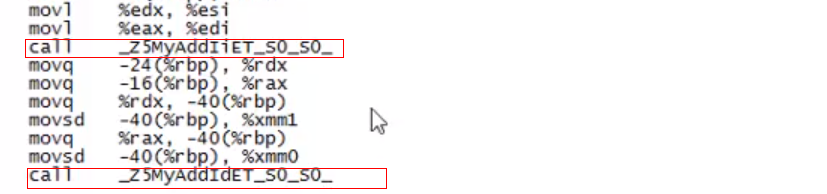 movl %edx, %esi
movl %eax, %edi
call _Z5MyAddIiET_S0_S0_
movq -24(%rbp), %rdx
movq -16(%rbp), %rax
movq %rdx, -40(%rbp)
movsd -40(%rbp), %xmm1
movq %rax, -40(%rbp)
movsd -40(%rbp), %xmm0
call _Z5MyAddIdET_S0_S0_